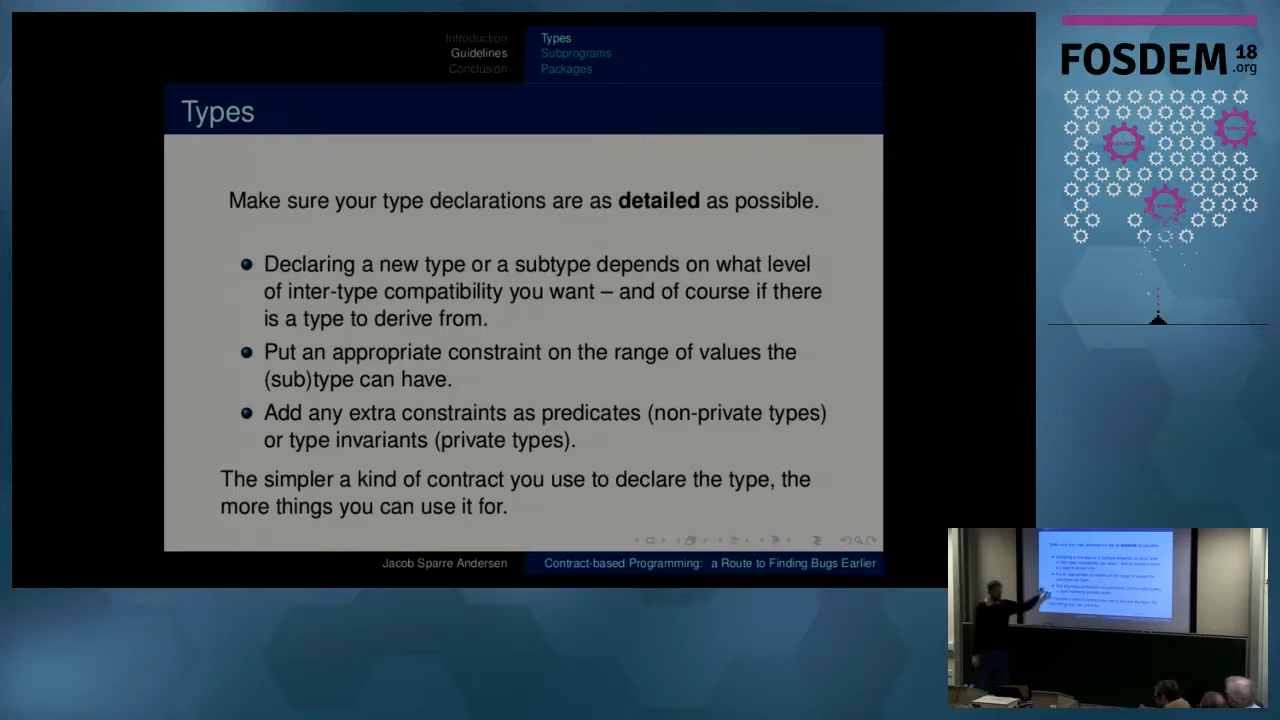 Introduction
Guidelines
Conclusion
Types
Subprograms
Packages
Types
Make sure your type declarations are as detailed as possible.
Declaring a new type or a subtype depends on what level
of inter-type compatibility you want – and of course if there
is a type to derive from.
Put an appropriate constraint on the range of values the
(sub)type can have.
Add any extra constraints as predicates (non-private types)
or type invariants (private types).
The simpler a kind of contract you use to declare the type, the
more things you can use it for.
Jacob Sparre Andersen
Contract-based Programming: a Route to Finding Bugs Earlier
FOSDEM 18
.org